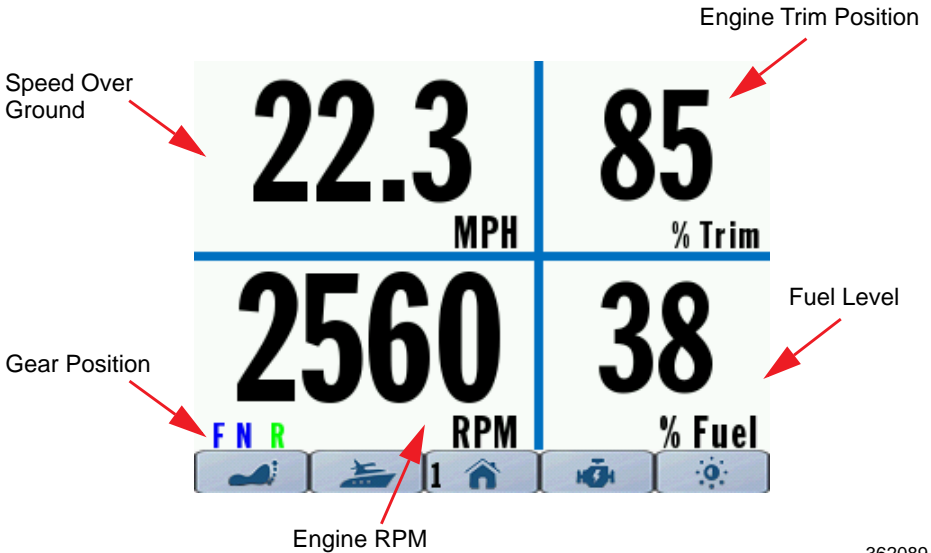 Engine Trim Position
Speed Over
Ground
22.3
MPH
85
% Trim
2560
RPM
38
% Fuel
Fuel Level
Gear Position
F N R
1
Engine RPM
362089